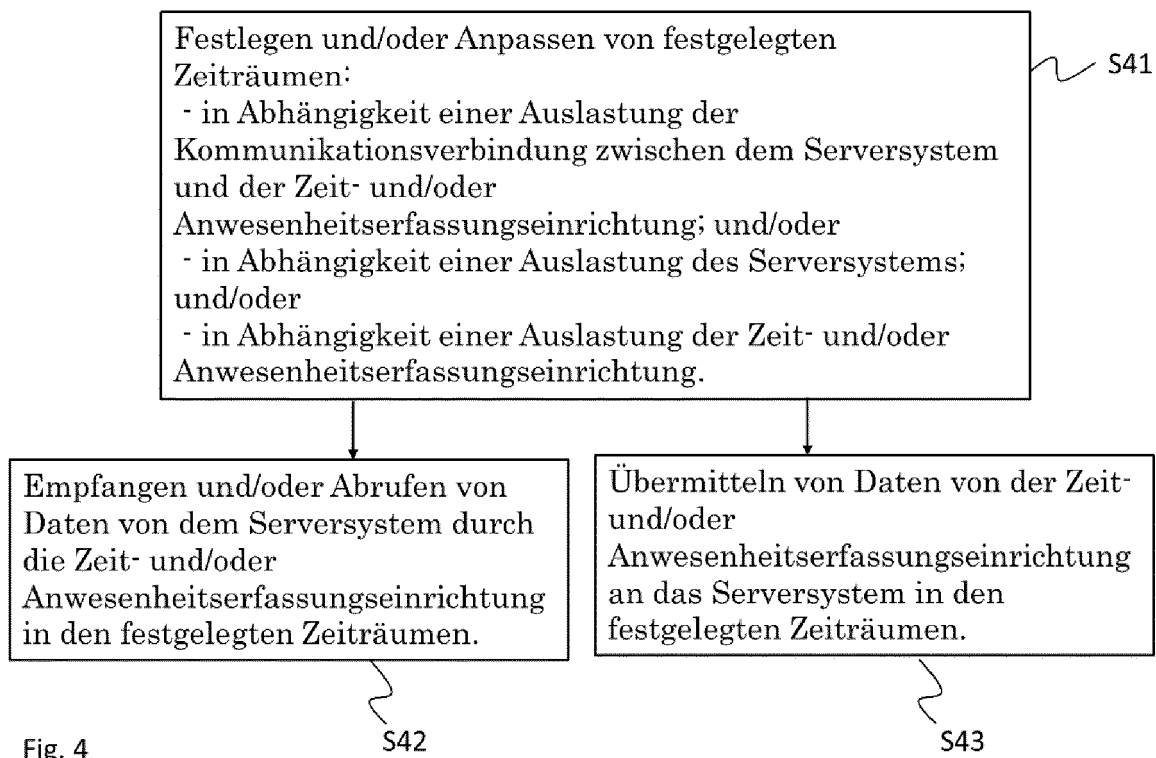 Festlegen und/oder Anpassen von festgelegten
Zeiträumen:
- in Abhängigkeit einer Auslastung der
Kommunikationsverbindung zwischen dem Serversystem
und der Zeit- und/oder
Anwesenheitserfassungseinrichtung; und/oder
- in Abhängigkeit einer Auslastung des Serversystems;
und/oder
- in Abhängigkeit einer Auslastung der Zeit- und/oder
Anwesenheitserfassungseinrichtung.
S41
Empfangen und/oder Abrufen von
Daten von dem Serversystem durch
die Zeit- und/oder
Anwesenheitserfassungseinrichtung
in den festgelegten Zeiträumen.
Übermitteln von Daten von der Zeit-
und/oder
Anwesenheitserfassungseinrichtung
an das Serversystem in den
festgelegten Zeiträumen.
S42
S43
Fig. 4